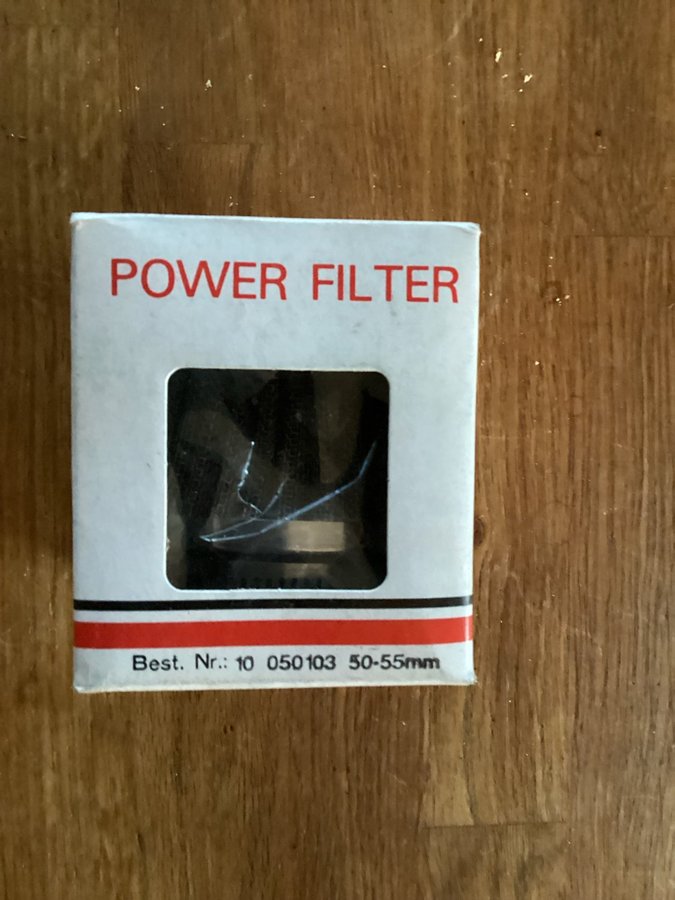 POWER FILTER
Best. Nr.: 10 050103 50-55mm